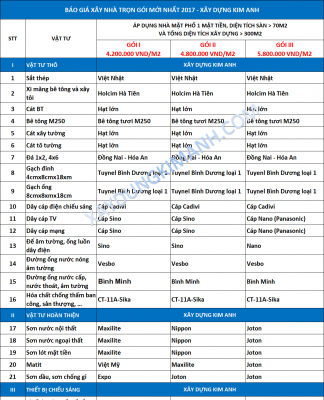 BÁO GIÁ XÂY NHÀ TRỌN GÓI MỚI NHẤT 2017 - XÂY DỰNG KIM ANH
STT VẬT TƯ ÁP DỤNG NHÀ MẶT PHỐ 1 MẶT TIỀN, DIỆN TÍCH SÀN > 70M2
VÀ TỔNG DIỆN TÍCH XÂY DỰNG > 300M2
GÓI I GÓI II GÓI III
4.200.000 VND/M2 4.800.000 VND/M2 5.800.000 VND/M2
I VẬT TƯ THÔ XÂY DỰNG KIM ANH
1 Sắt thép Việt Nhật Việt Nhật Việt Nhật
2 Xi măng bê tông và xây tô Holcim Hà Tiên Holcim Hà Tiên Holcim Hà Tiên
3 Cát BT Hạt lớn Hạt lớn Hạt lớn
4 Bê tông M250 Bê tông tươi M250 Bê tông tươi M250 Bê tông tươi M250
5 Cát xây tường Hạt lớn Hạt lớn Hạt lớn
6 Cát tô tường Hạt lớn Hạt lớn Hạt lớn
7 Đá 1x2, 4x6 Đồng Nai - Hóa An Đồng Nai - Hóa An Đồng Nai - Hóa An
8 Gạch đinh 4cmx8cmx18cm Tuynel Bình Dương loại 1 Tuynel Bình Dương loại 1 Tuynel Bình Dương loại 1
9 Gạch ống 8cmx8cmx18cm Tuynel Bình Dương loại 1 Tuynel Bình Dương loại 1 Tuynel Bình Dương loại 1
10 Dây cáp điện chiếu sáng Cáp Cadivi Cáp Cadivi Cáp Cadivi
11 Dây cáp TV Cáp Sino Cáp Sino Cáp Nano (Panasonic)
12 Dây cáp mạng Cáp Sino Cáp Sino Cáp Nano (Panasonic)
13 Đế âm tường, ống luồn dây điện Sino Sino Nano
14 Đường ống nước nóng âm tường Vesbo Vesbo Vesbo
15 Đường ống nước cấp, nước thoát, âm tường Bình Minh Bình Minh Bình Minh
16 Hóa chất chống thấm ban công, sân thượng, ... CT-11A-Sika CT-11A-Sika CT-11A-Sika
II VẬT TƯ HOÀN THIỆN XÂY DỰNG KIM ANH
17 Sơn nước nội thất Maxilite Nippon Joton
18 Sơn nước ngoại thất Maxilite Nippon Joton
19 Sơn lót mặt tiền Maxilite Nippon Joton
20 Matit Việt Mỹ Maxilite Joton
21 Sơn dầu, sơn chống gỉ Expo Joton Joton
III THIẾT BỊ CHIẾU SÁNG XÂY DỰNG KIM ANH
XAYDUNGKIMANH.COM